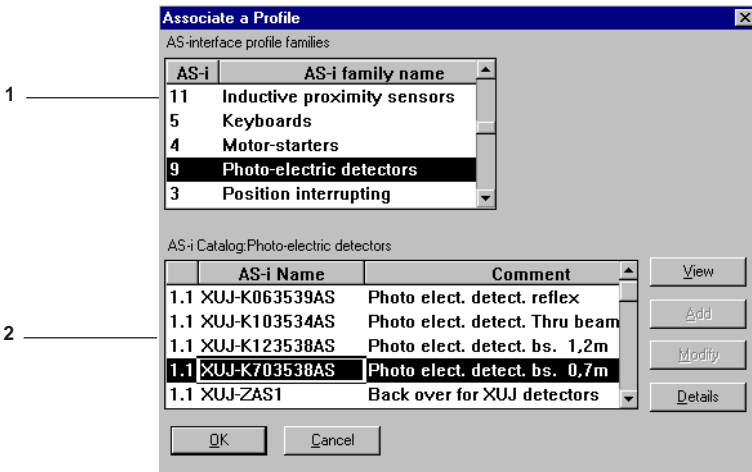 Associate a Profile
AS-interface profile families
AS-i AS-i family name
1
11 Inductive proximity sensors
5 Keyboards
4 Motor-starters
9 Photo-electric detectors
3 Position interrupting
AS-i Catalog:Photo-electric detectors
AS-i Name Comment
View
1.1 XUJ-K063539AS Photo elect. detect. reflex
1.1 XUJ-K103534AS Photo elect. detect. Thru beam
Add
2
1.1 XUJ-K123538AS Photo elect. detect. bs. 1,2m
Modify
1.1 XUJ-K703538AS Photo elect. detect. bs. 0,7m
1.1 XUJ-ZAS1 Back over for XUJ detectors
Details
OK Cancel